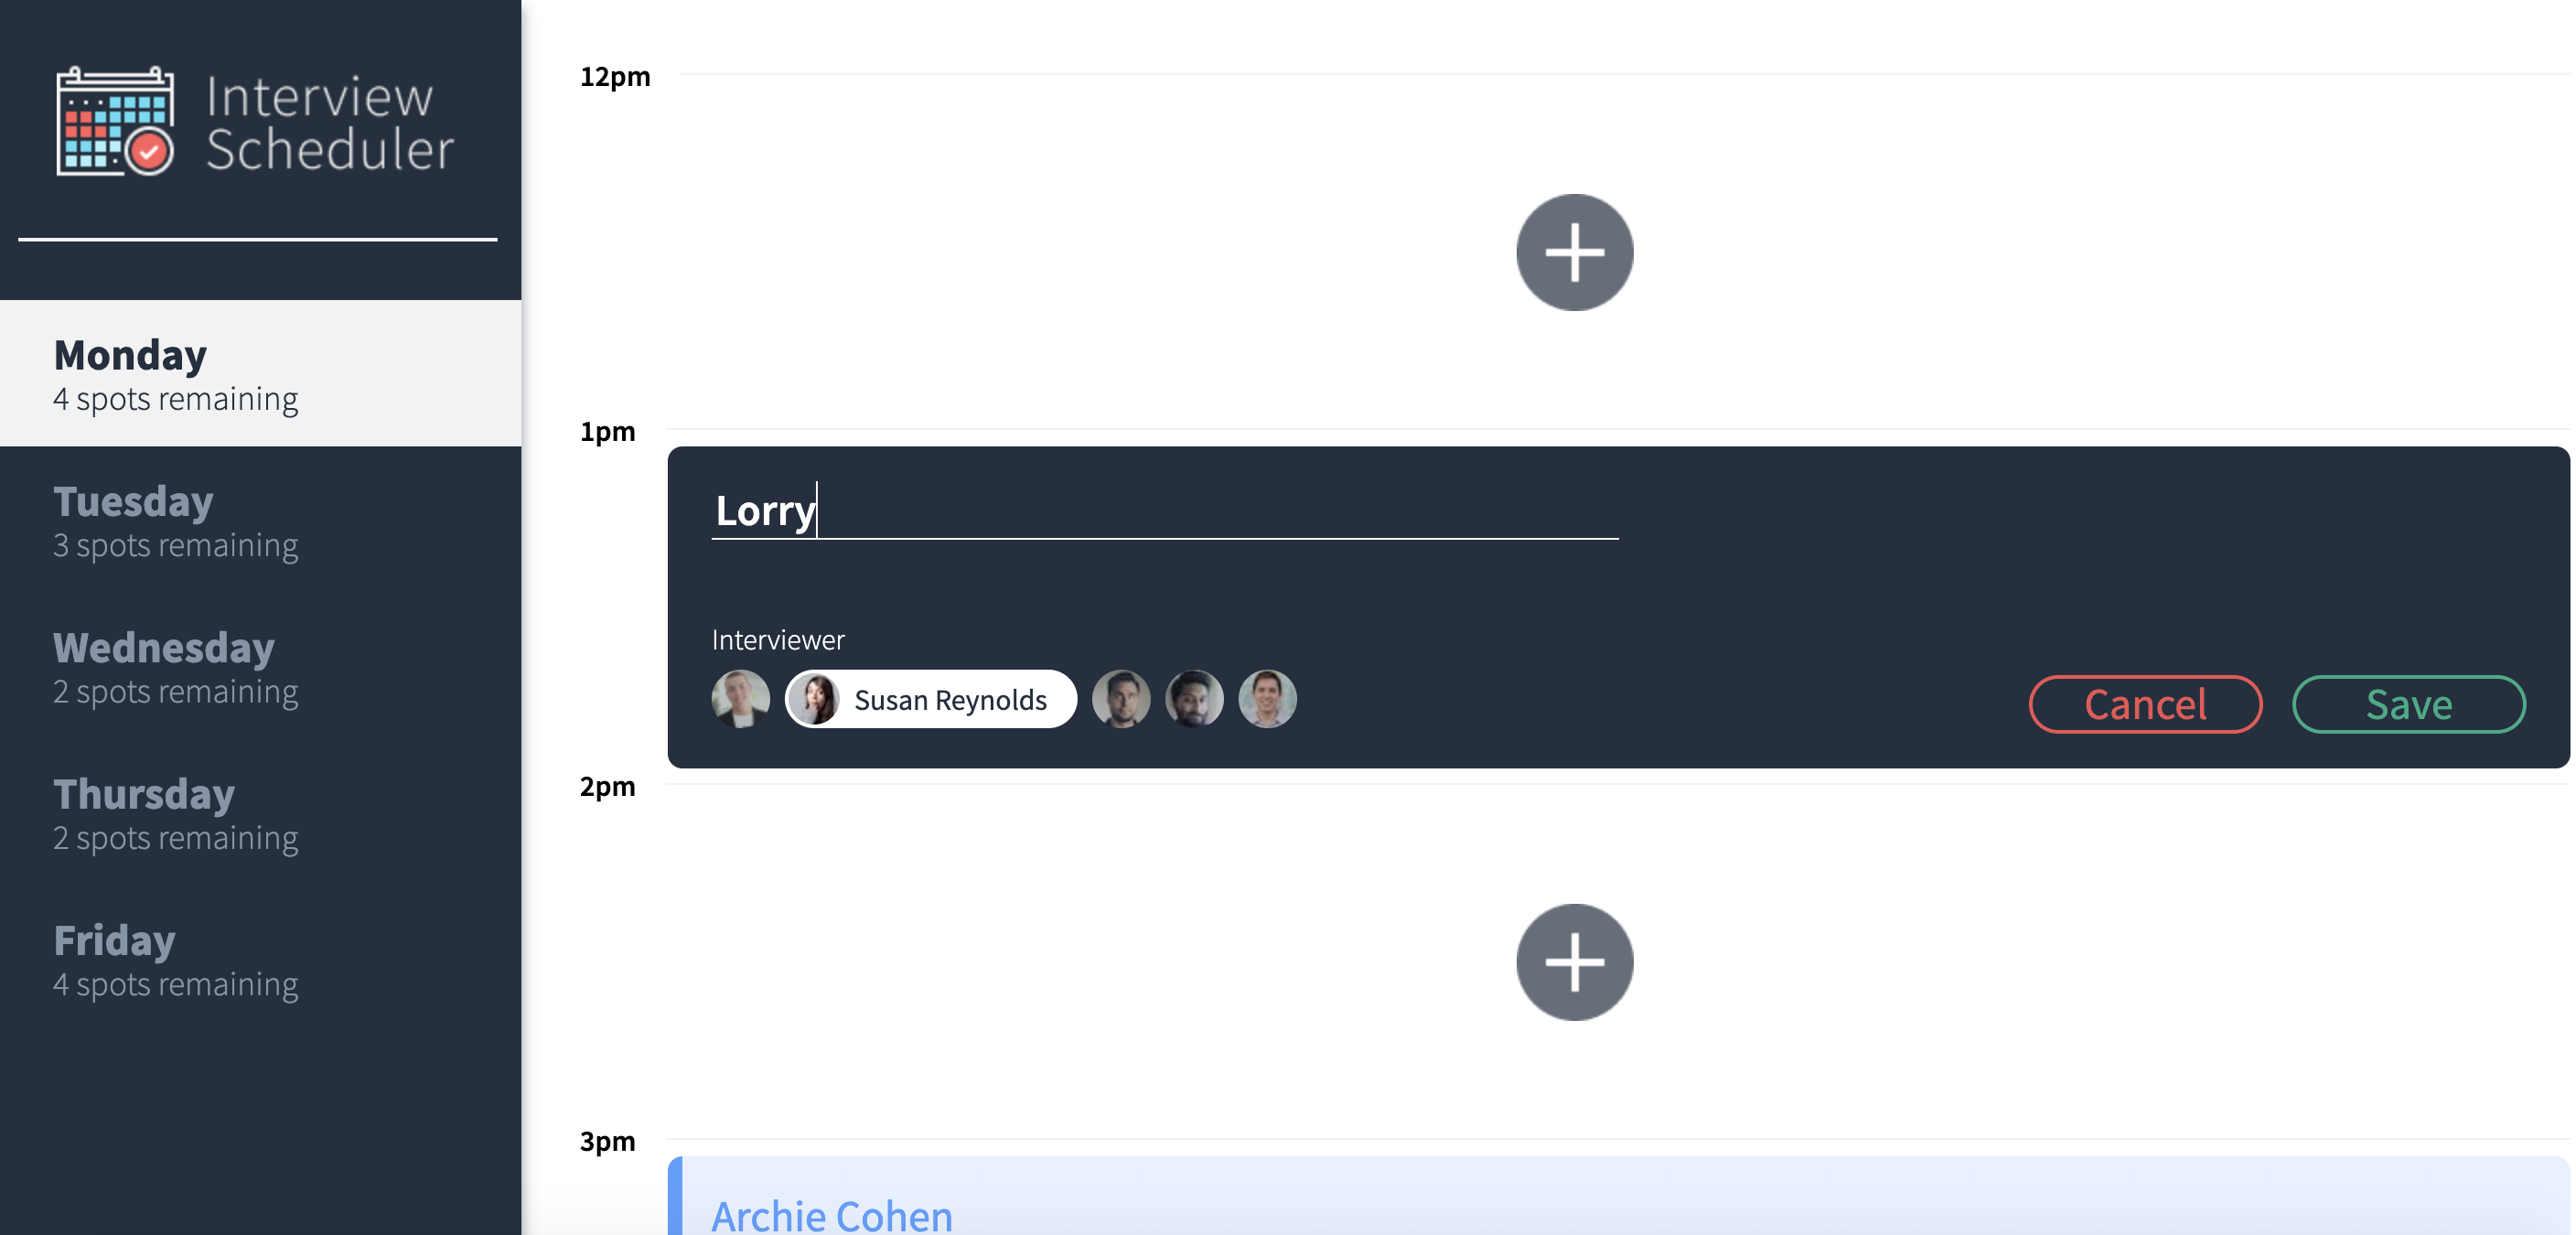 Interview
Scheduler
Monday
4 spots remaining
Tuesday
3 spots remaining
Wednesday
2 spots remaining
Thursday
2 spots remaining
Friday
4 spots remaining
12pm
1pm
Lorry
Interviewer
Susan Reynolds
Cancel
Save
2pm
3pm
Archie Cohen